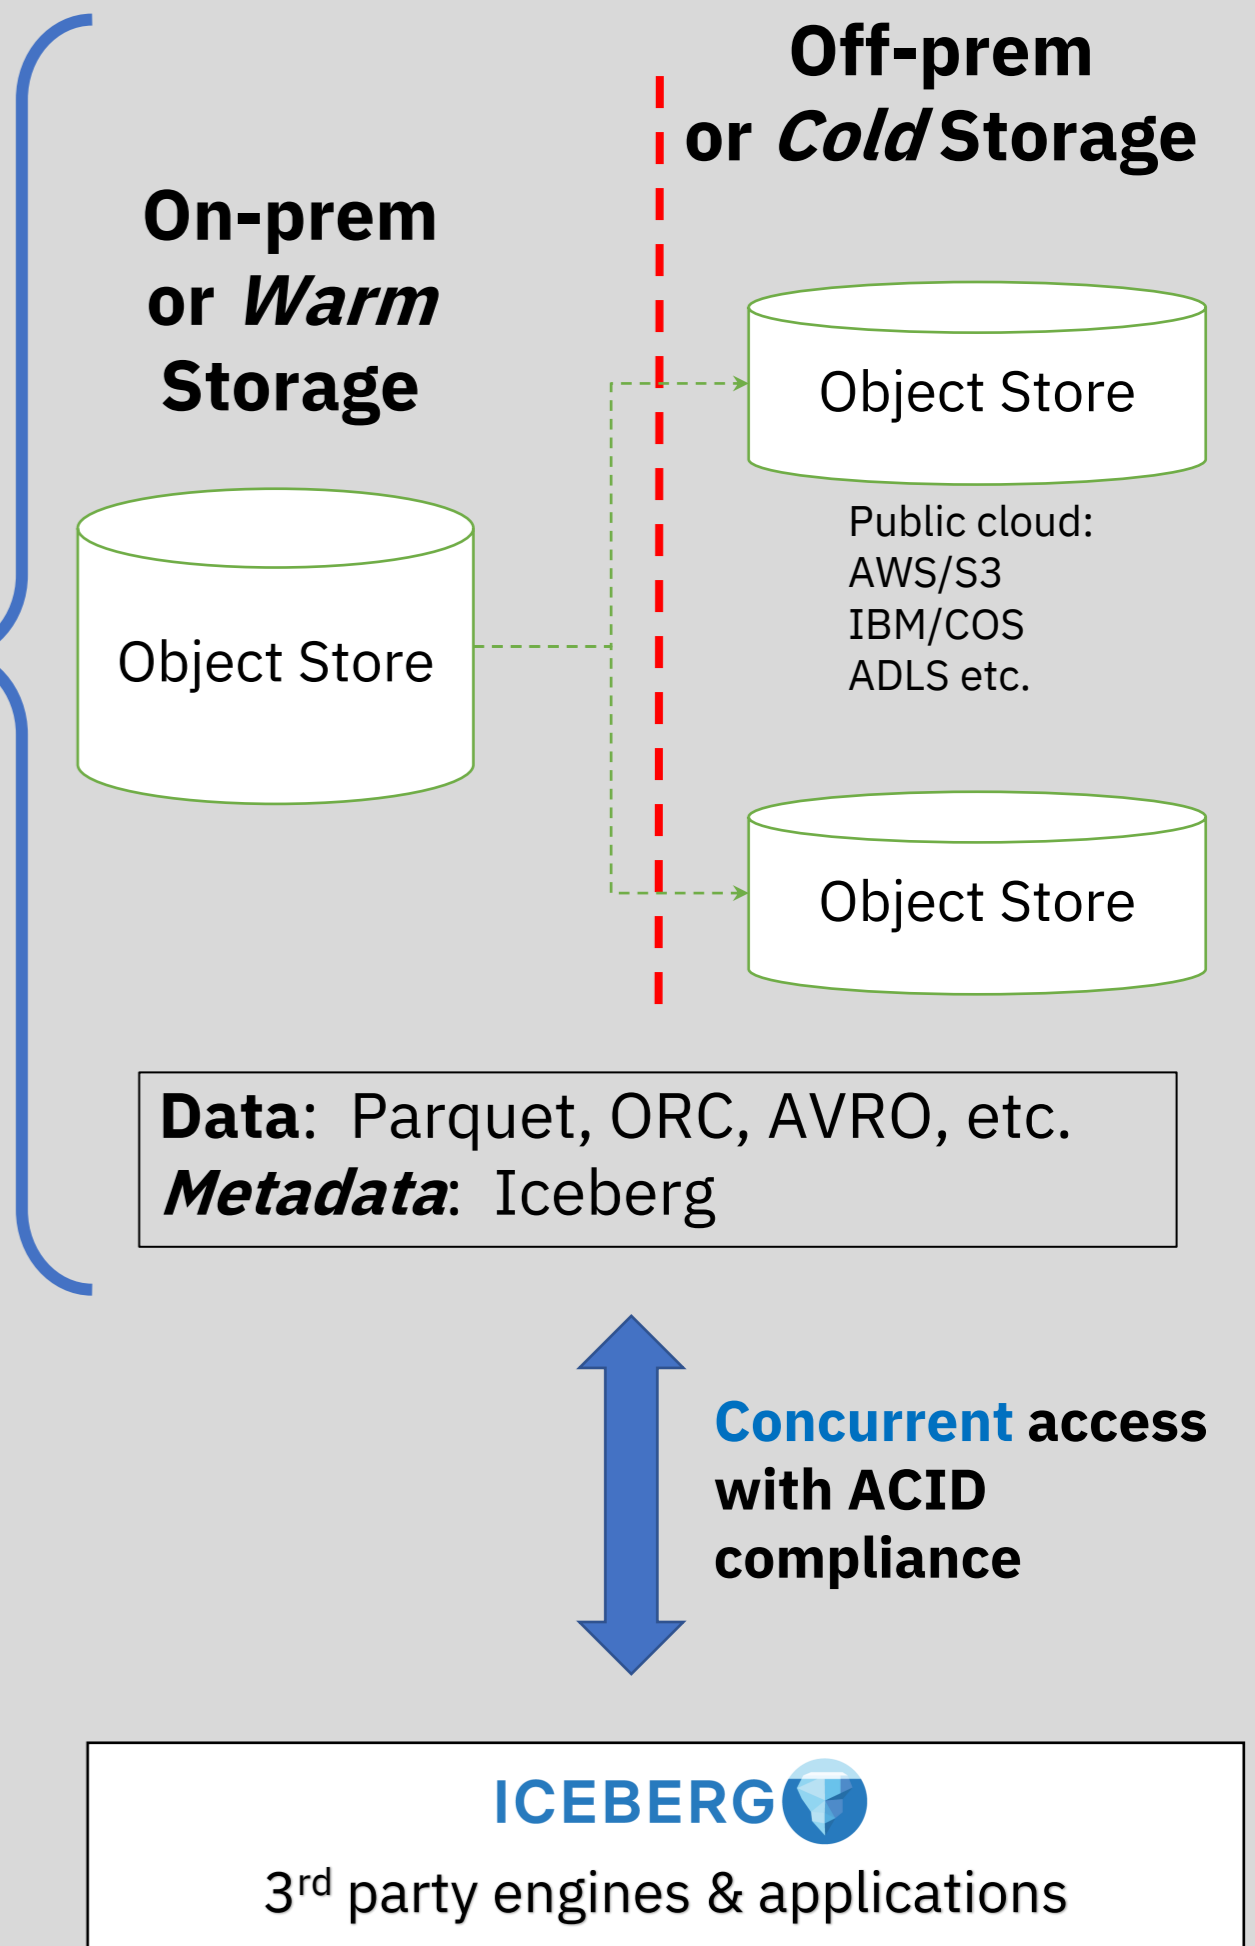 Off-prem
or Cold Storage
On-prem
or Warm
Storage
Object Store
Public cloud:
AWS/S3
IBM/COS
ADLS etc.
Object Store
Object Store
Data: Parquet, ORC, AVRO, etc.
Metadata: Iceberg
Concurrent access
with ACID
compliance
ICEBERG
3rd party engines & applications